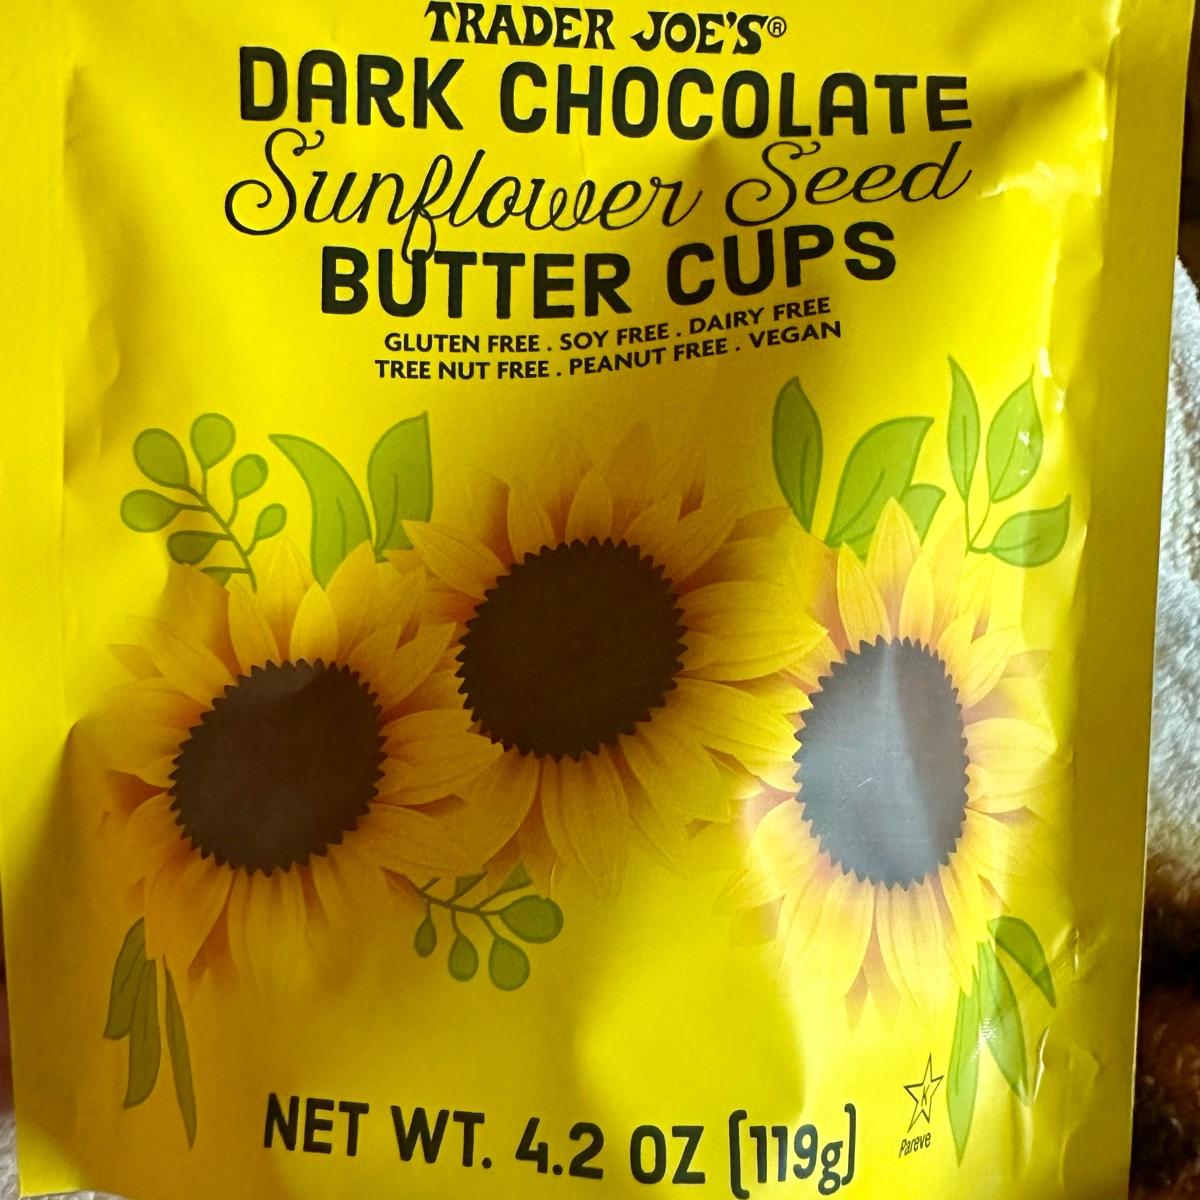 TRADER JOE'S®
DARK CHOCOLATE
Sunflower Seed
BUTTER CUPS
GLUTEN FREE . SOY FREE . DAIRY FREE
TREE NUT FREE . PEANUT FREE . VEGAN
NET WT. 4.2 OZ (119g)
K
Pareve